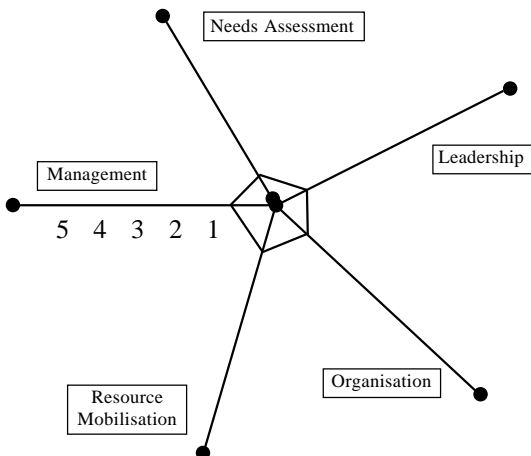 Needs Assessment
Leadership
Management
5 4 3 2 1
Organisation
Resource
Mobilisation